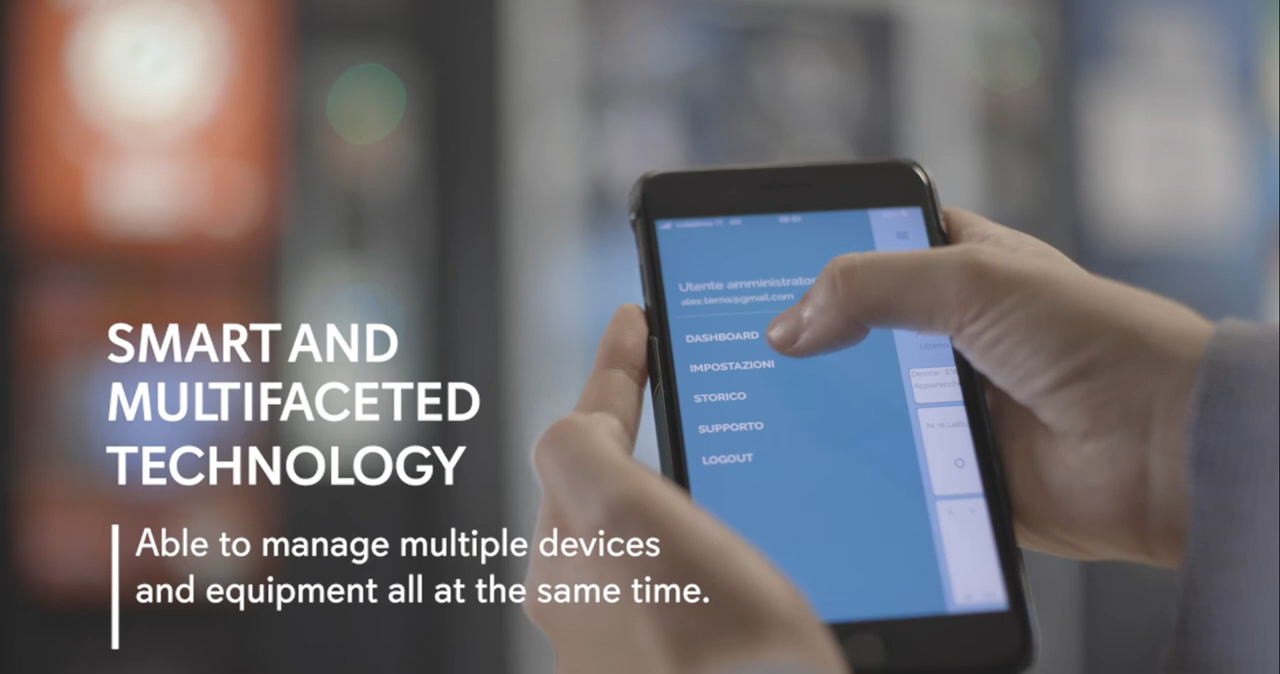 SMART AND
MULTIFACETED
TECHNOLOGY
Able to manage multiple devices
and equipment all at the same time.
Utente amministrator
alex.terna@gmail.com
DASHBOARD
IMPOSTAZIONI
STORICO
SUPPORTO
LOGOUT